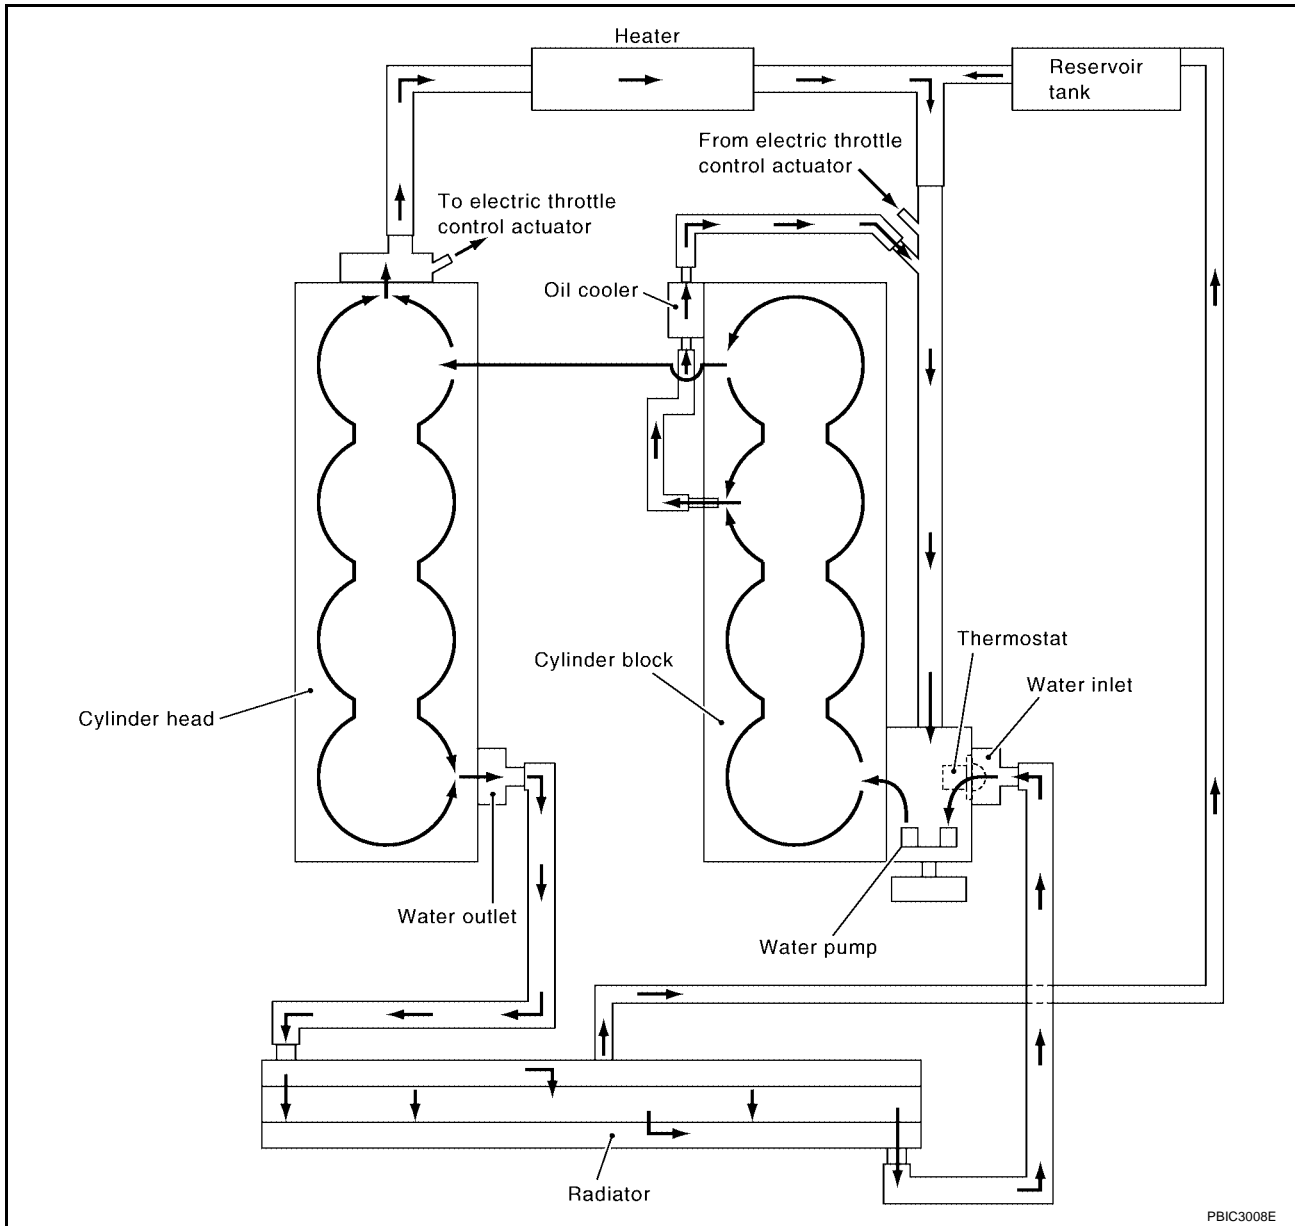 Heater
Reservoir
tank
From electric throttle
control actuator
To electric throttle
control actuator
Oil cooler
Thermostat
Cylinder block
Water inlet
Cylinder head
Water outlet
Water pump
Radiator
PBIC3008E